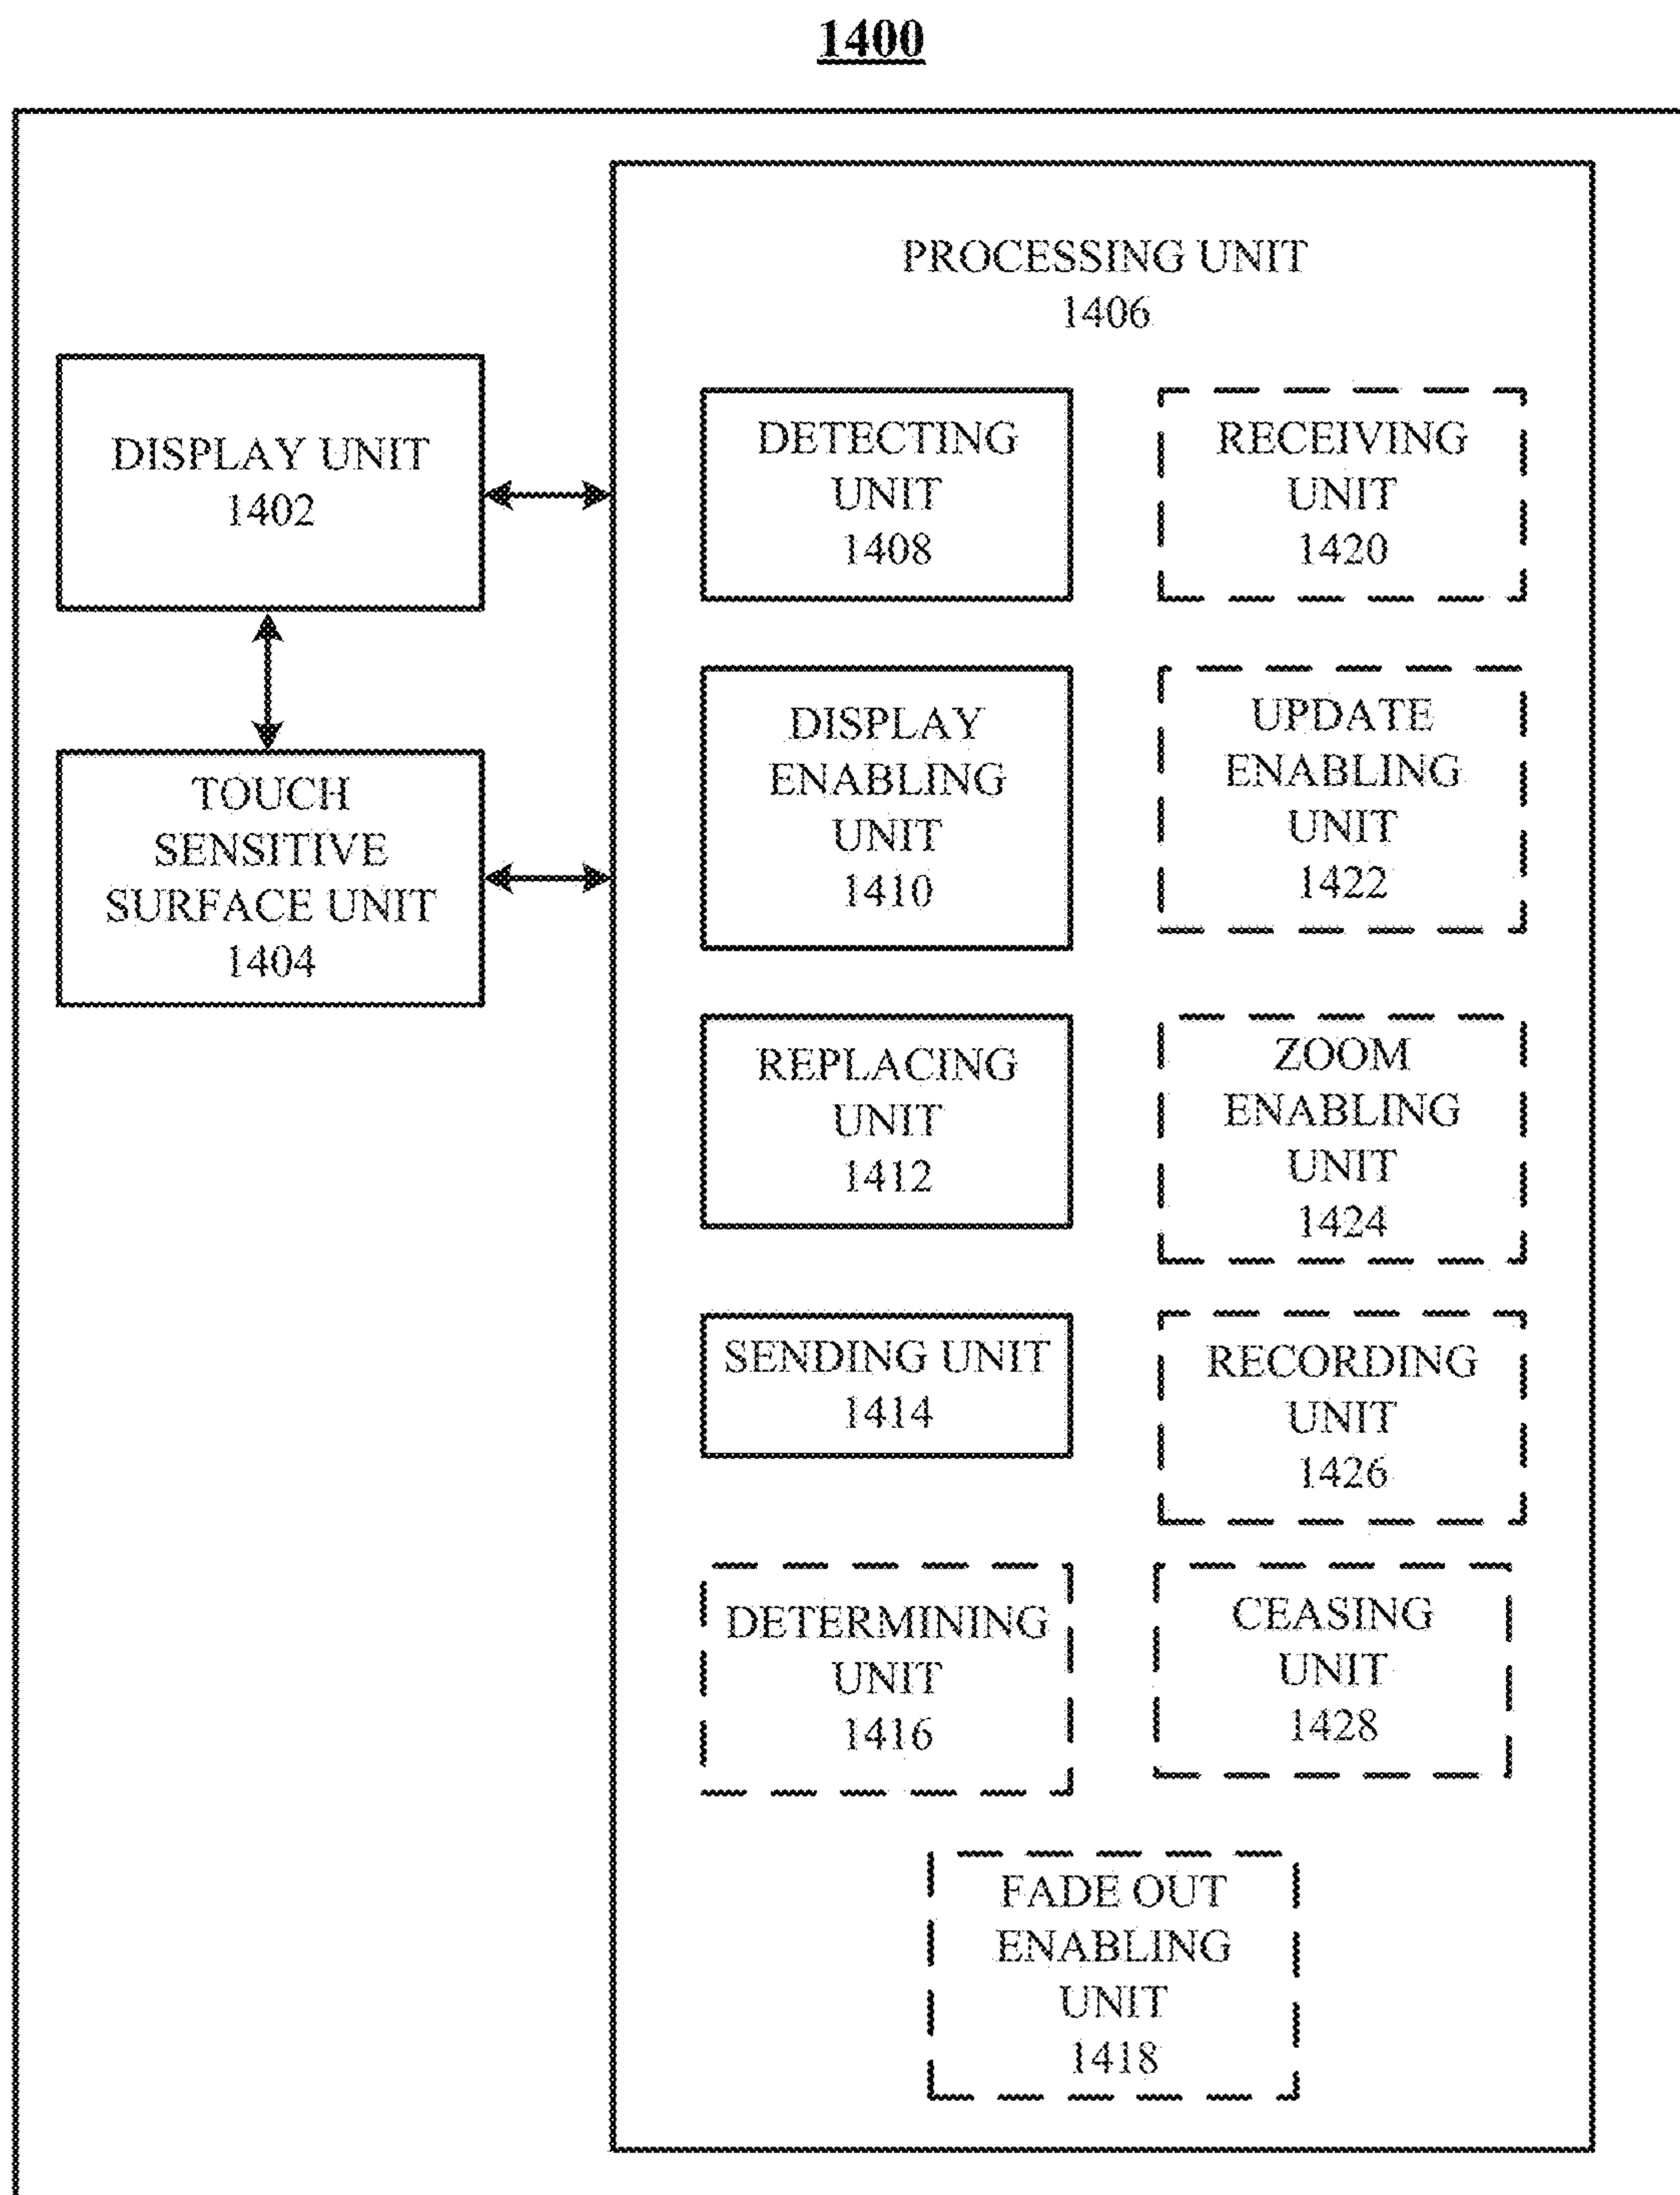 1400
PROCESSING UNIT
1406
DISPLAY UNIT
1402
TOUCH
SENSITIVE
SURFACE UNIT
1404
DETECTING
UNIT
1408
RECEIVING
UNIT
1420
DISPLAY
ENABLING
UNIT
1410
UPDATE
ENABLING
UNIT
1422
REPLACING
UNIT
1412
ZOOM
ENABLING
UNIT
1424
SENDING UNIT
1414
RECORDING
UNIT
1426
DETERMINING
UNIT
1416
CEASING
UNIT
1428
FADE OUT
ENABLING
UNIT
1418